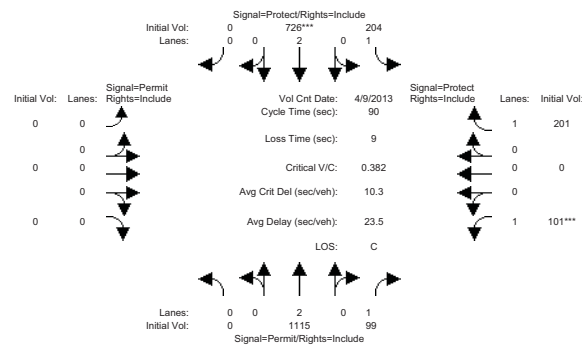 Signal=Protect/Rights=Include
Initial Vol: 0 726*** 204
Lanes: 0 0 2 0 1
Signal=Permit
Initial Vol: Lanes: Rights=Include
Vol Cnt Date: 4/9/2013
Signal=Protect
Rights=Include Lanes: Initial Vol:
Cycle Time (sec): 90
0 0
1 201
Loss Time (sec): 9
0
0
0 0
Critical V/C: 0.382
0 0
0
Avg Crit Del (sec/veh): 10.3
0
0 0
Avg Delay (sec/veh): 23.5
1 101***
LOS: C
Lanes: 0 0 2 0 1
Initial Vol: 0 1115 99
Signal=Permit/Rights=Include